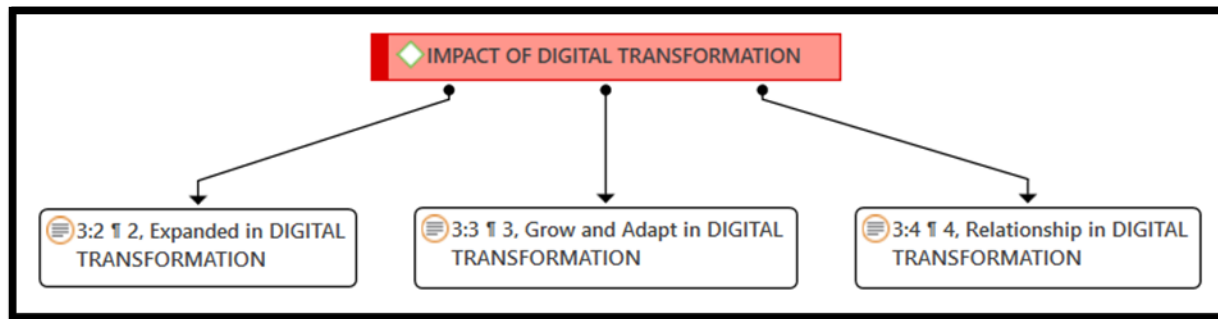 IMPACT OF DIGITAL TRANSFORMATION
3:2 ¶ 2, Expanded in DIGITAL
TRANSFORMATION
3:3 ¶ 3, Grow and Adapt in DIGITAL
TRANSFORMATION
3:4 ¶ 4, Relationship in DIGITAL
TRANSFORMATION